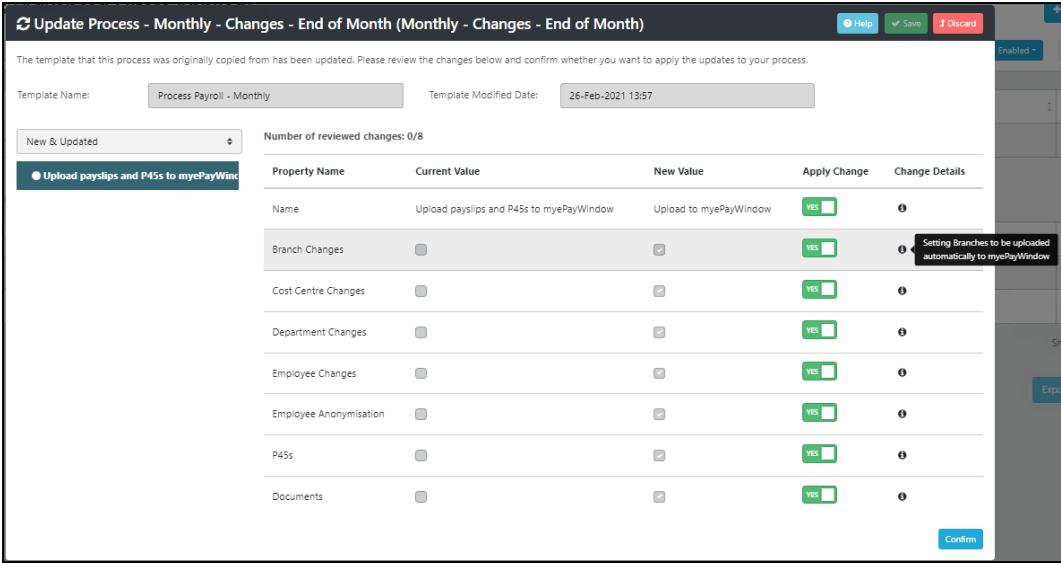 Update Process - Monthly - Changes - End of Month (Monthly - Changes - End of Month)
Help
Save
Discard
Enabled
The template that this process was originally copied from has been updated. Please review the changes below and confirm whether you want to apply the updates to your process.
Template Name:
Process Payroll - Monthly
Template Modified Date:
26-Feb-2021 13:57
New & Updated
Number of reviewed changes: 0/8
Upload payslips and P45s to myePayWind
Property Name Current Value New Value Apply Change Change Details
Name Upload payslips and P45s to myePayWindow Upload to myePayWindow YES
Branch Changes YES
Setting Branches to be uploaded
automatically to myePayWindow
Cost Centre Changes YES
Department Changes YES
Employee Changes YES
Employee Anonymisation YES
P45s YES
Documents YES
Confirm